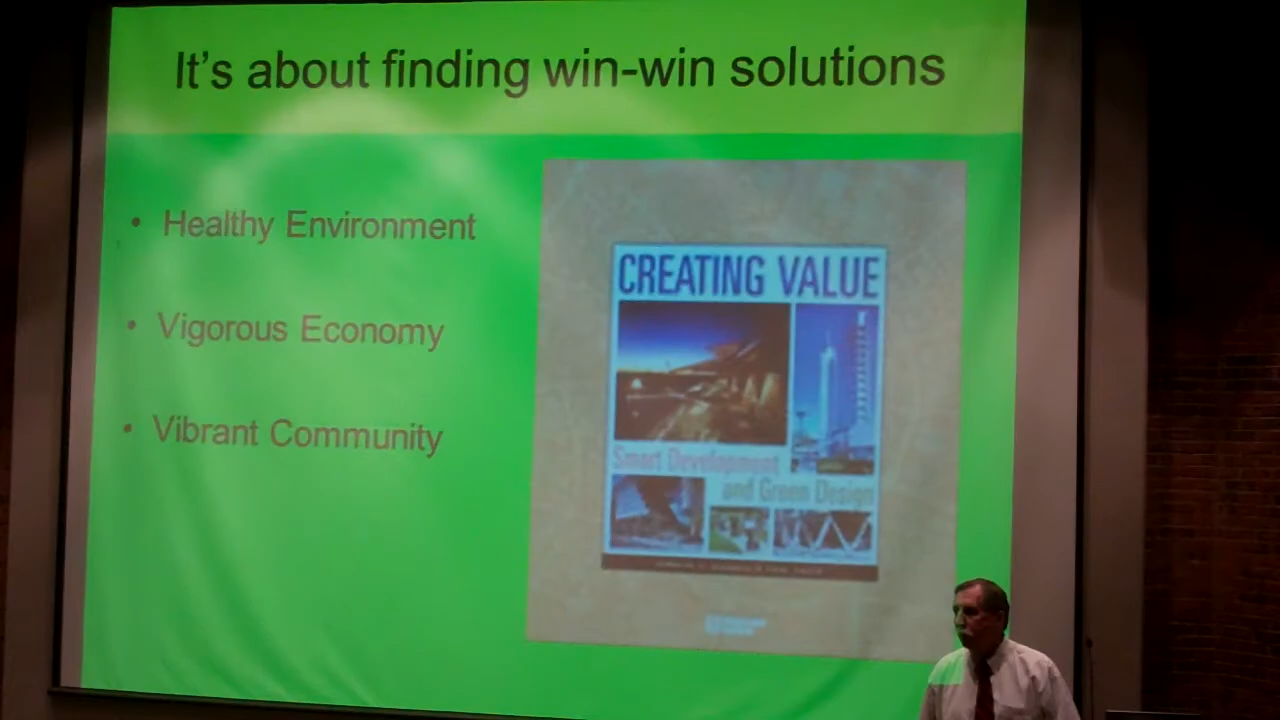 It's about finding win-win solutions
• Healthy Environment
• Vigorous Economy
• Vibrant Community
CREATING VALUE
Smart Development
and Green Design